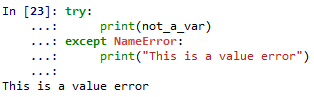 In [23]: try:
    ...:     print(not_a_var)
    ...: except NameError:
    ...:     print("This is a value error")
    ...:
This is a value error